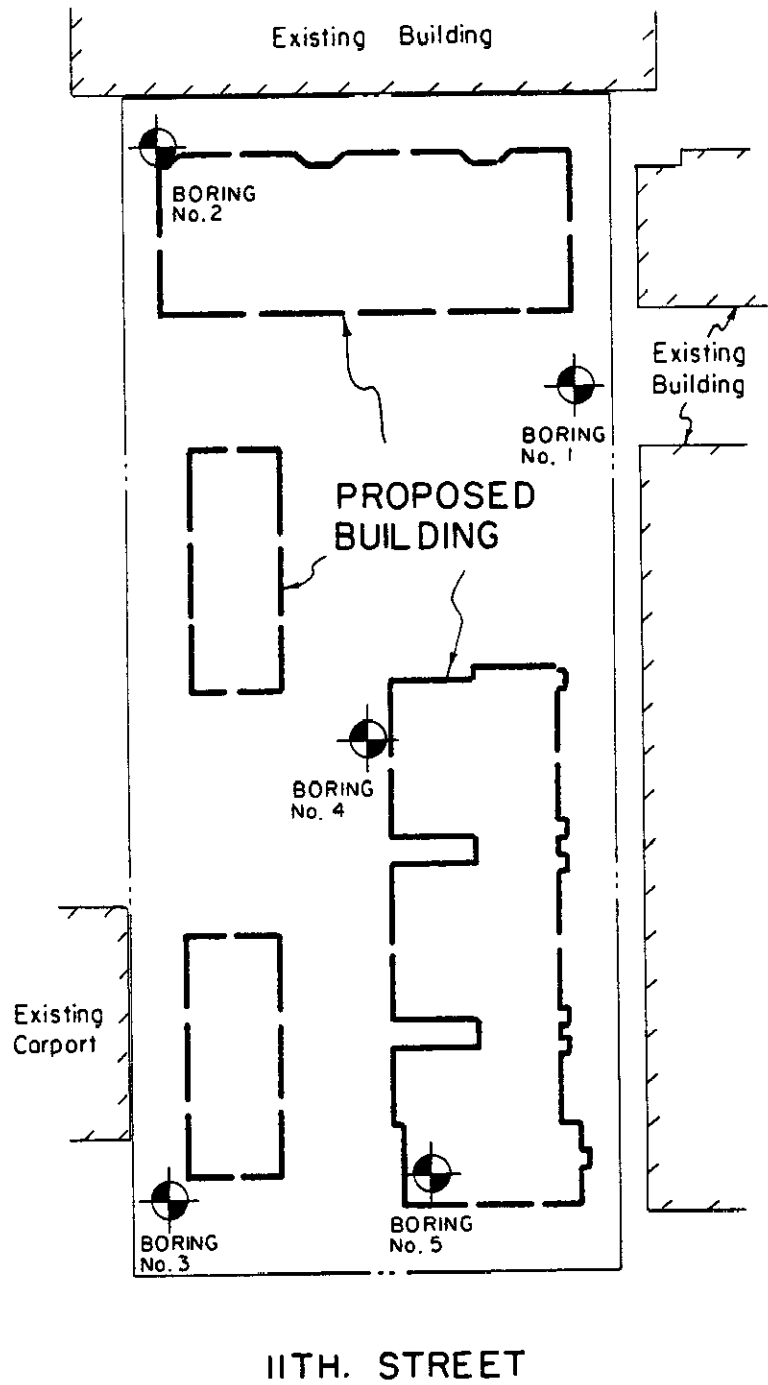 Existing Building
BORING
No. 2
Existing
Building
BORING
No. 1
PROPOSED
BUILDING
BORING
No. 4
Existing
Carport
BORING
No. 3
BORING
No. 5
11TH. STREET